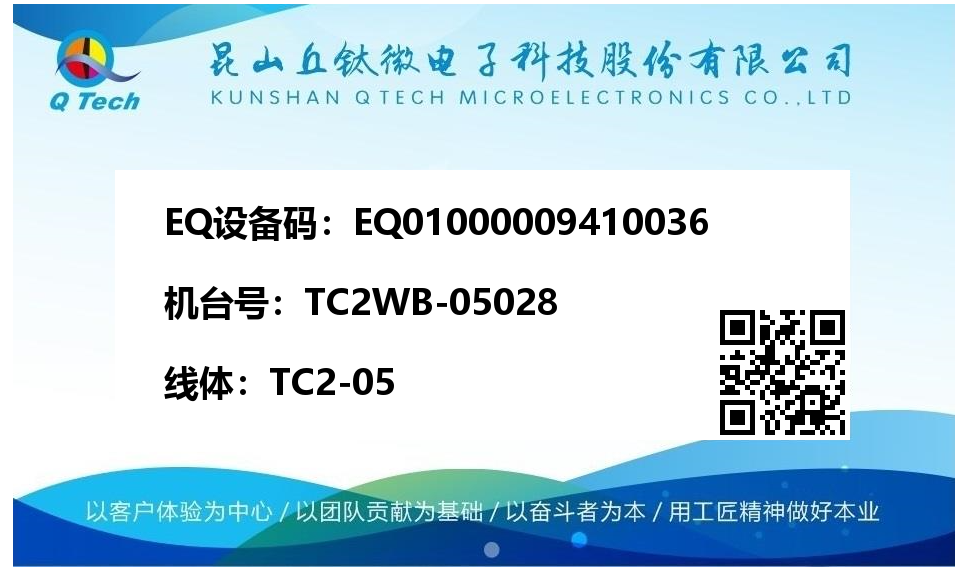 昆山丘钛微电子科技股份有限公司
Q Tech
KUNSHAN Q TECH MICROELECTRONICS CO.,LTD
EQ设备码：EQ01000009410036
机台号：TC2WB-05028
线体：TC2-05
以客户体验为中心 / 以团队贡献为基础 / 以奋斗者为本 / 用工匠精神做好本业